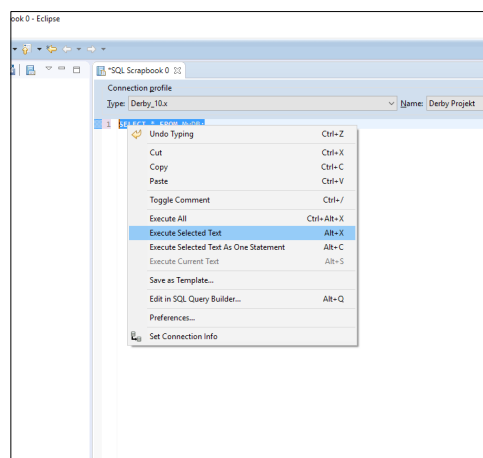 ook 0 - Eclipse
*SQL Scrapbook 0
Connection profile
Type: Derby_10.x Name: Derby Projekt
1 SELECT * FROM
Undo Typing Ctrl+Z
Cut Ctrl+X
Copy Ctrl+C
Paste Ctrl+V
Toggle Comment Ctrl+/
Execute All Ctrl+Alt+X
Execute Selected Text Alt+X
Execute Selected Text As One Statement Alt+C
Execute Current Text Alt+S
Save as Template...
Edit in SQL Query Builder... Alt+Q
Preferences...
Set Connection Info